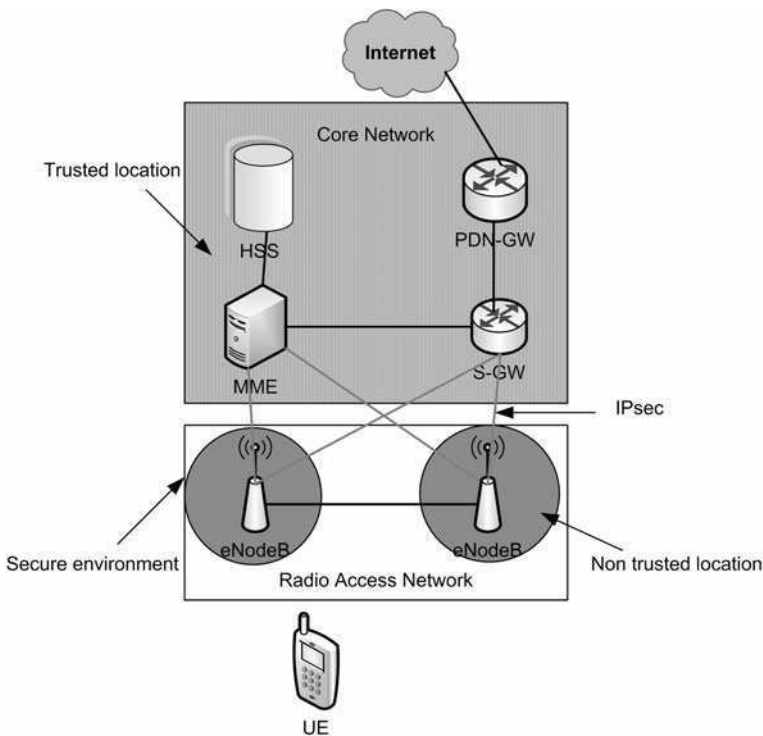 Internet
Core Network
Trusted location
HSS
PDN-GW
MME
S-GW
IPsec
eNodeB
eNodeB
Secure environment
Radio Access Network
Non trusted location
UE